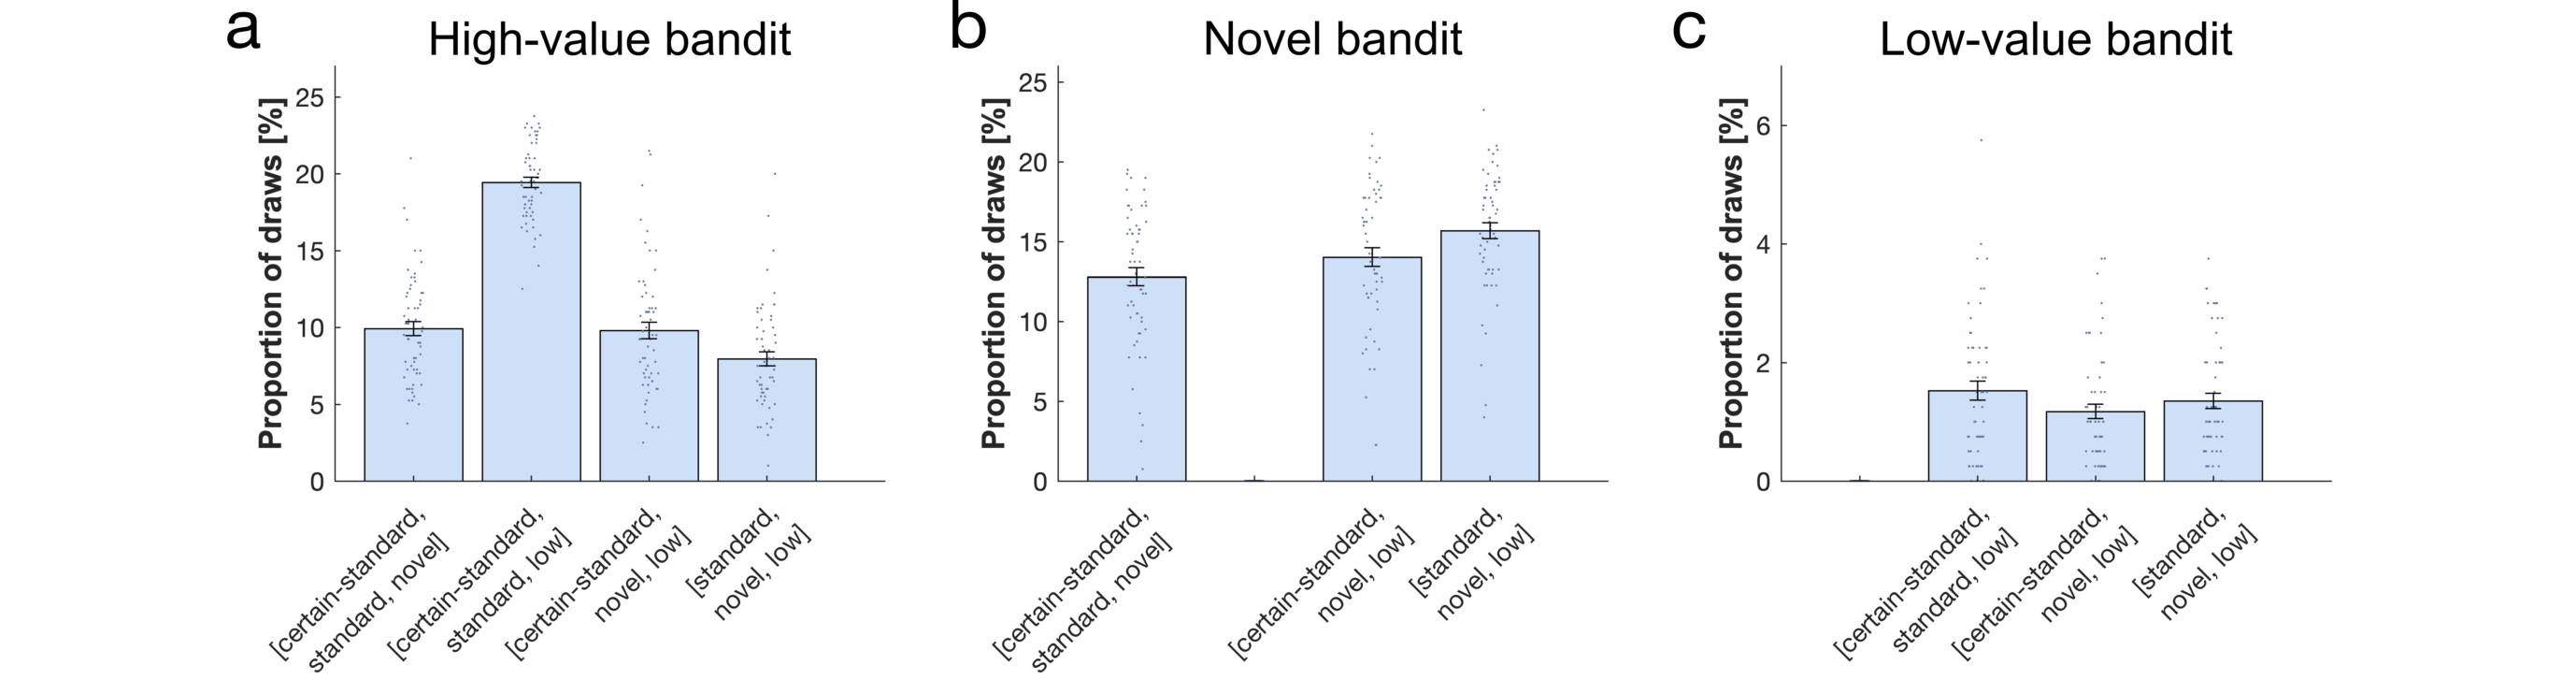 a High-value bandit
Proportion of draws [%]
25
20
15
10
5
0
[certain-standard,
standard, novel]
[certain-standard,
standard, low]
[certain-standard,
novel, low]
[standard,
novel, low]
b Novel bandit
Proportion of draws [%]
25
20
15
10
5
0
[certain-standard,
standard, novel]
[certain-standard,
novel, low]
[standard,
novel, low]
c Low-value bandit
Proportion of draws [%]
6
4
2
0
[certain-standard,
standard, low]
[certain-standard,
novel, low]
[standard,
novel, low]